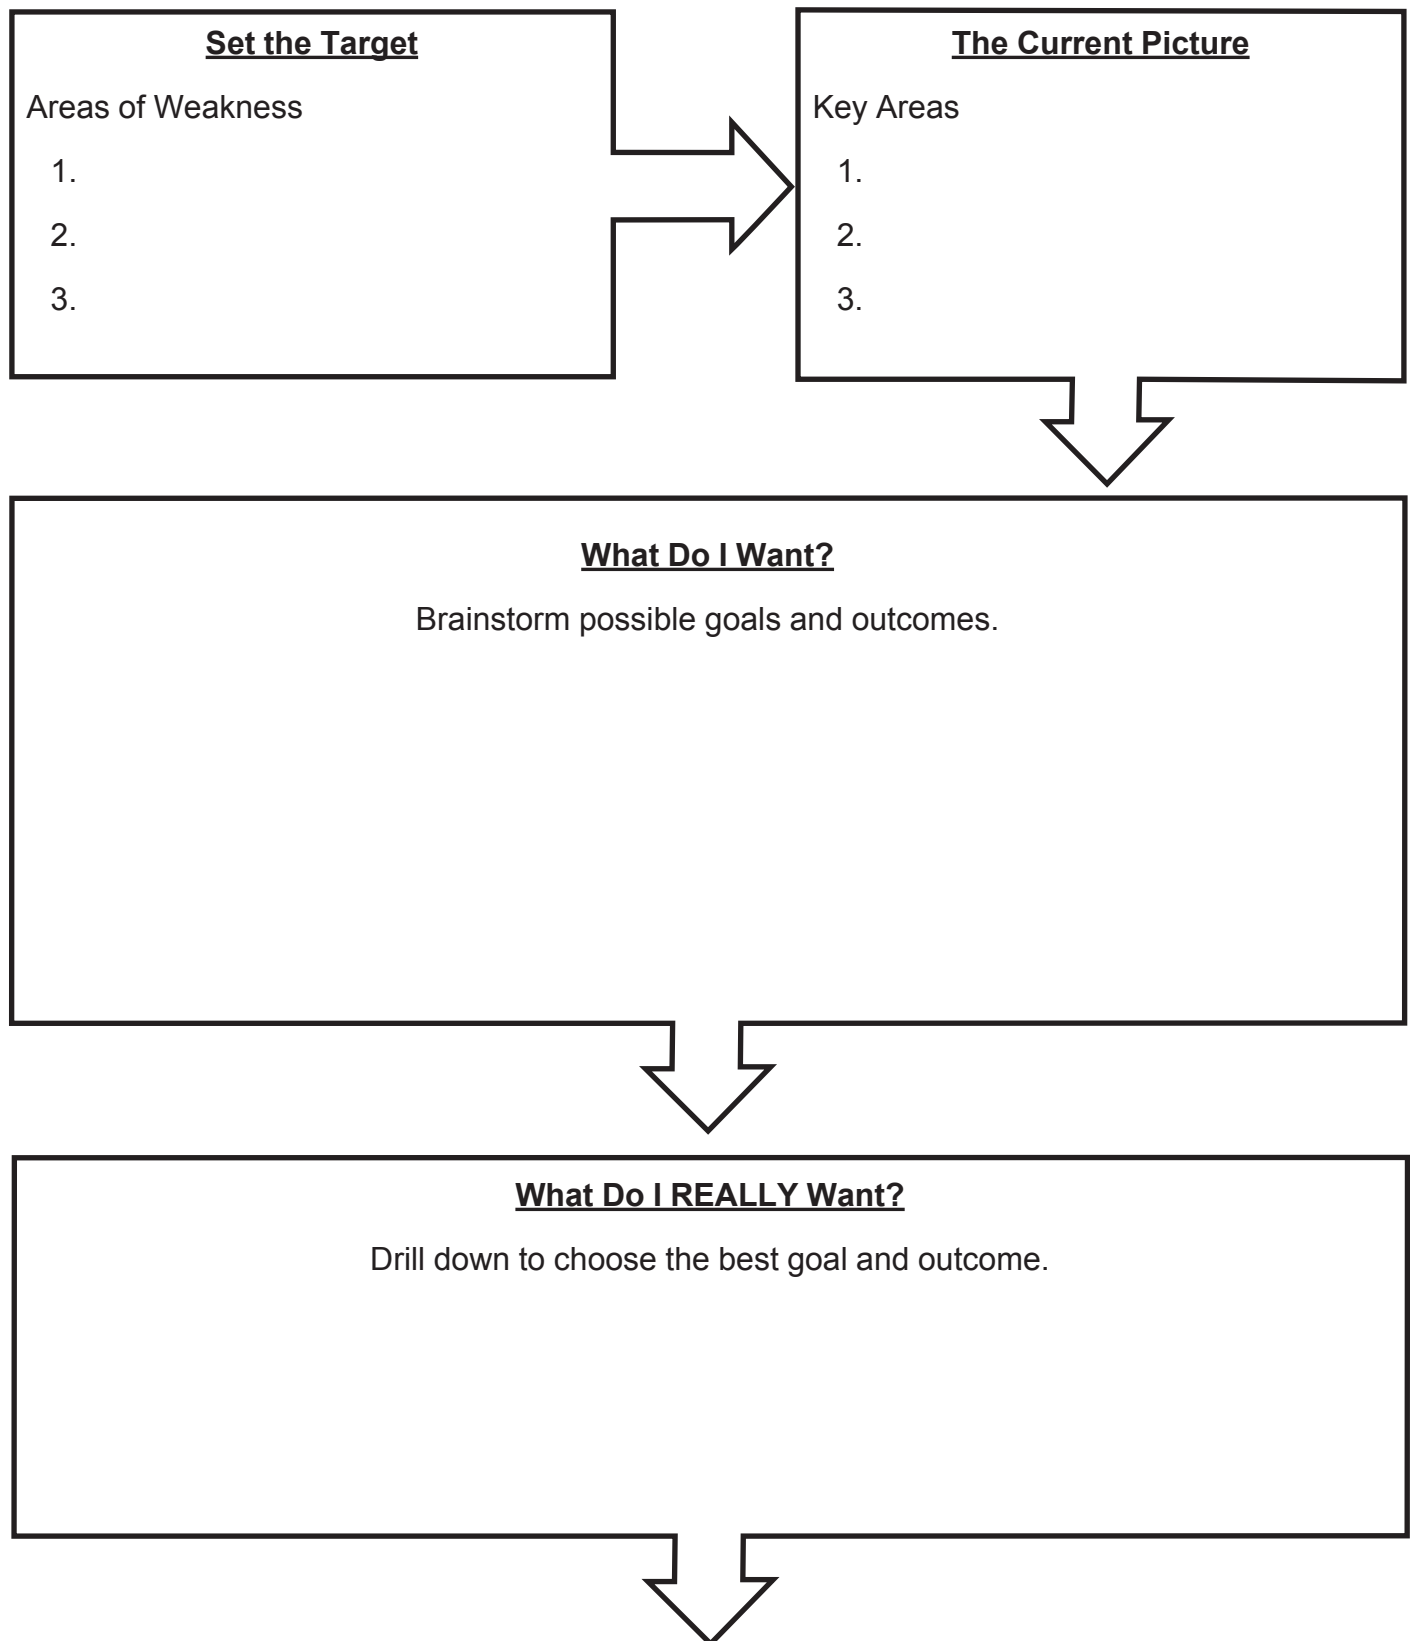 Set the Target
Areas of Weakness
1.
2.
3.
The Current Picture
Key Areas
1.
2.
3.
What Do I Want?
Brainstorm possible goals and outcomes.
What Do I REALLY Want?
Drill down to choose the best goal and outcome.